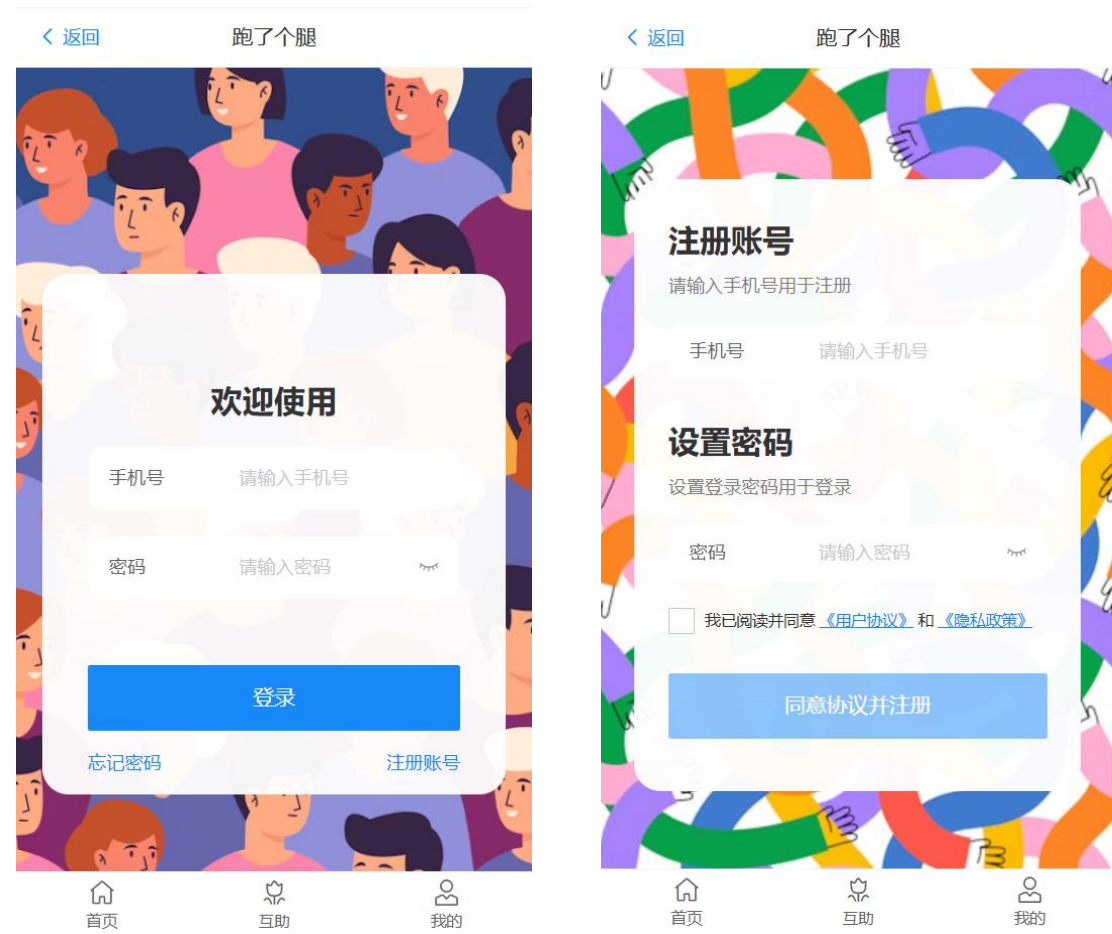 返回
跑了个腿
欢迎使用
手机号 请输入手机号
密码 请输入密码
登录
忘记密码 注册账号
首页 互助 我的
返回
跑了个腿
注册账号
请输入手机号用于注册
手机号 请输入手机号
设置密码
设置登录密码用于登录
密码 请输入密码
我已阅读并同意 《用户协议》 和 《隐私政策》
同意协议并注册
首页 互助 我的